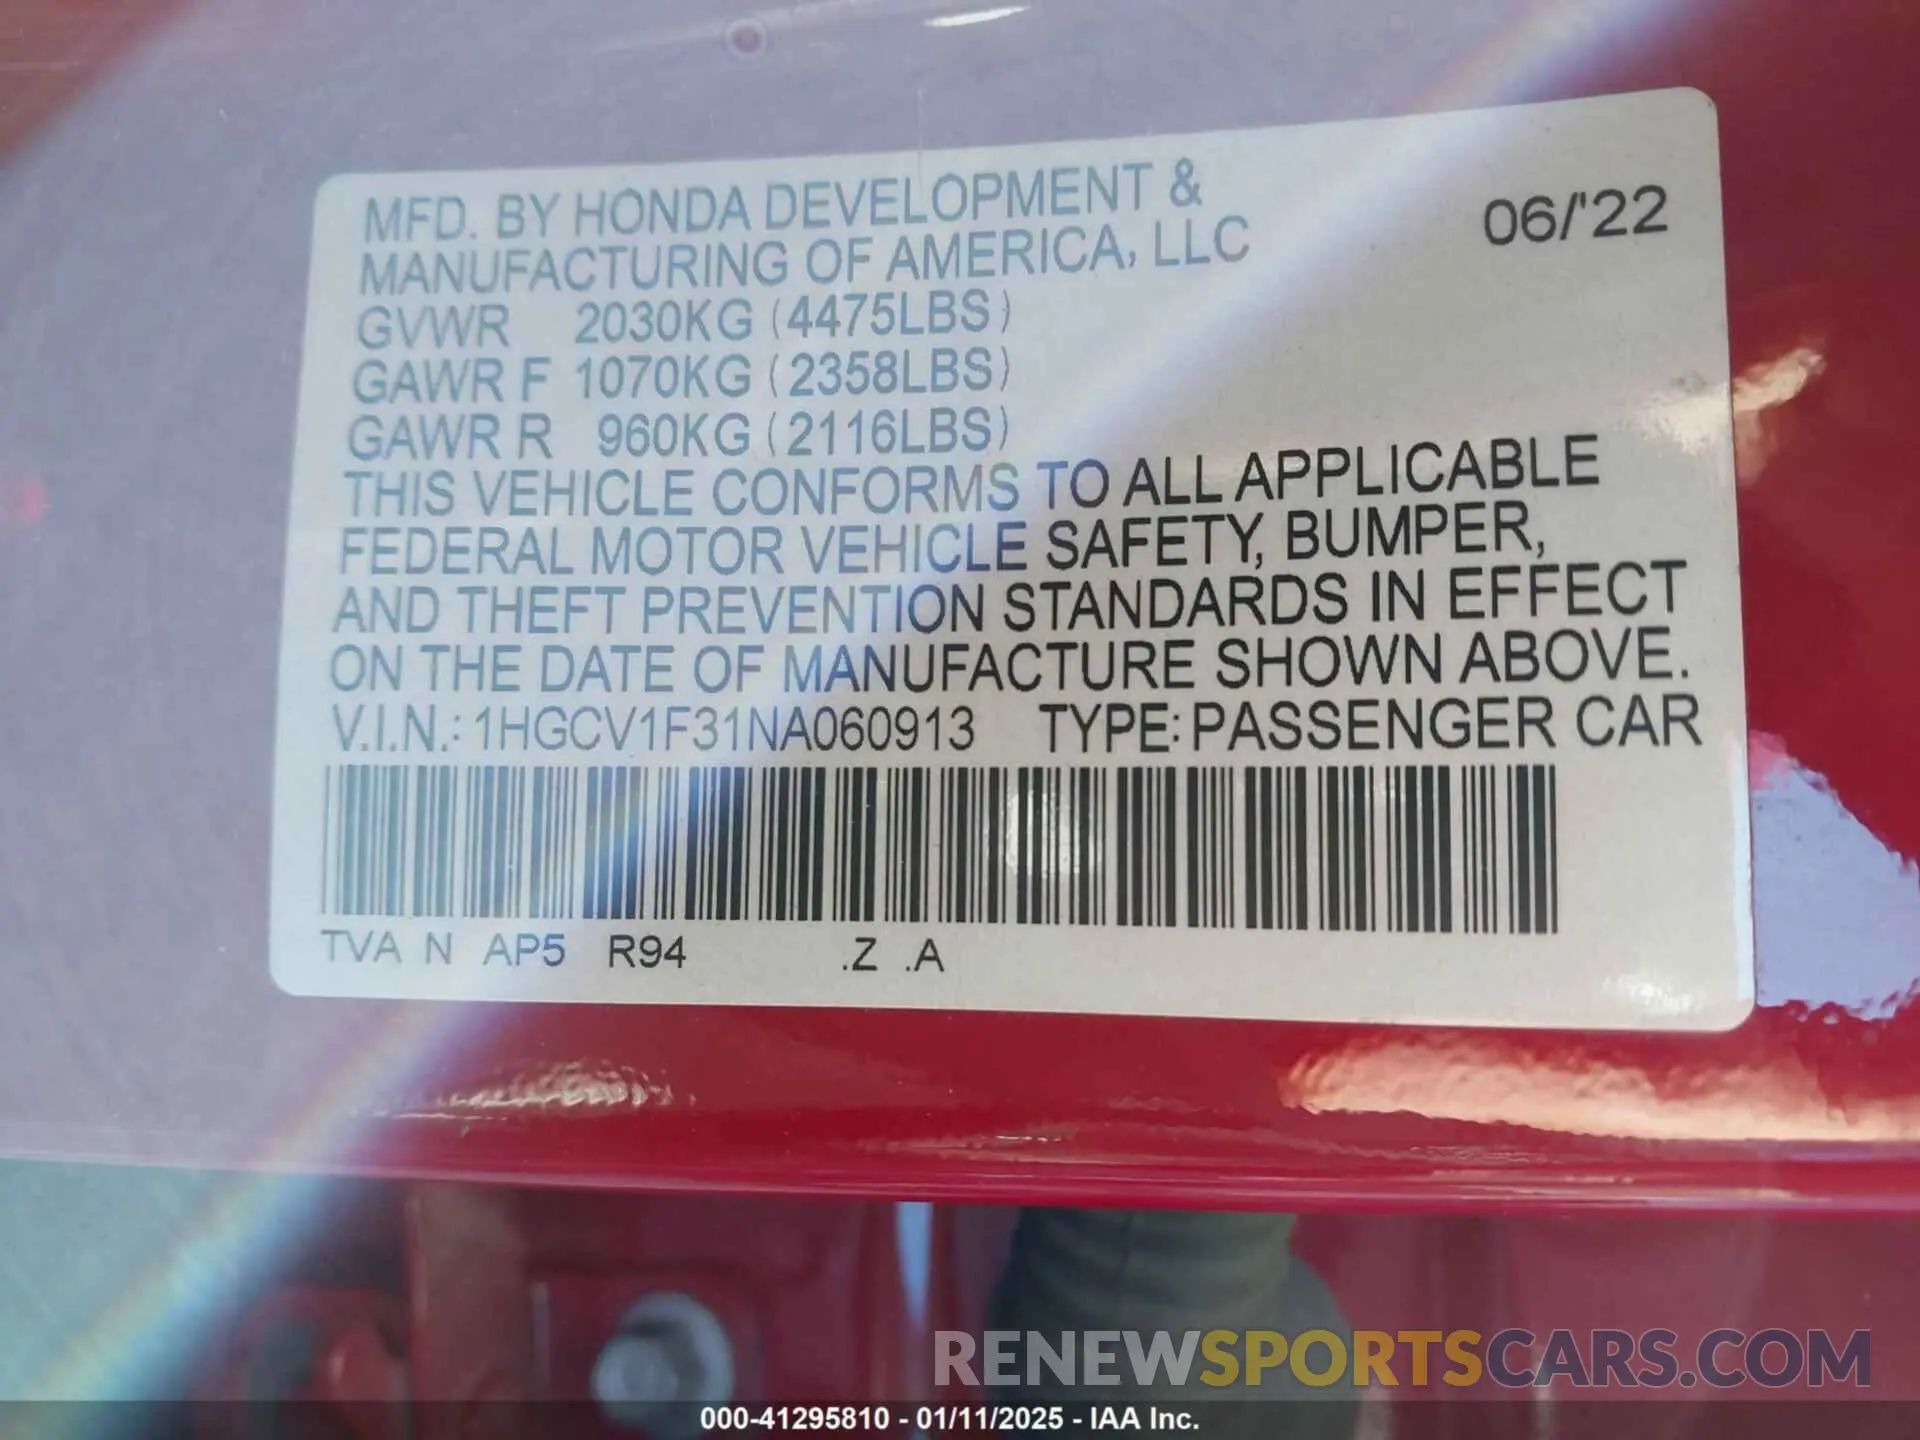 MFD. BY HONDA DEVELOPMENT &
MANUFACTURING OF AMERICA, LLC
06/'22
GVWR 2030KG (4475LBS)
GAWR F 1070KG (2358LBS)
GAWR R 960KG (2116LBS)
THIS VEHICLE CONFORMS TO ALL APPLICABLE
FEDERAL MOTOR VEHICLE SAFETY, BUMPER,
AND THEFT PREVENTION STANDARDS IN EFFECT
ON THE DATE OF MANUFACTURE SHOWN ABOVE.
V.I.N.: 1HGCV1F31NA060913 TYPE: PASSENGER CAR
TVA N AP5 R94 .Z .A
RENEWSPORTSCARS.COM
000-41295810 - 01/11/2025 - IAA Inc.